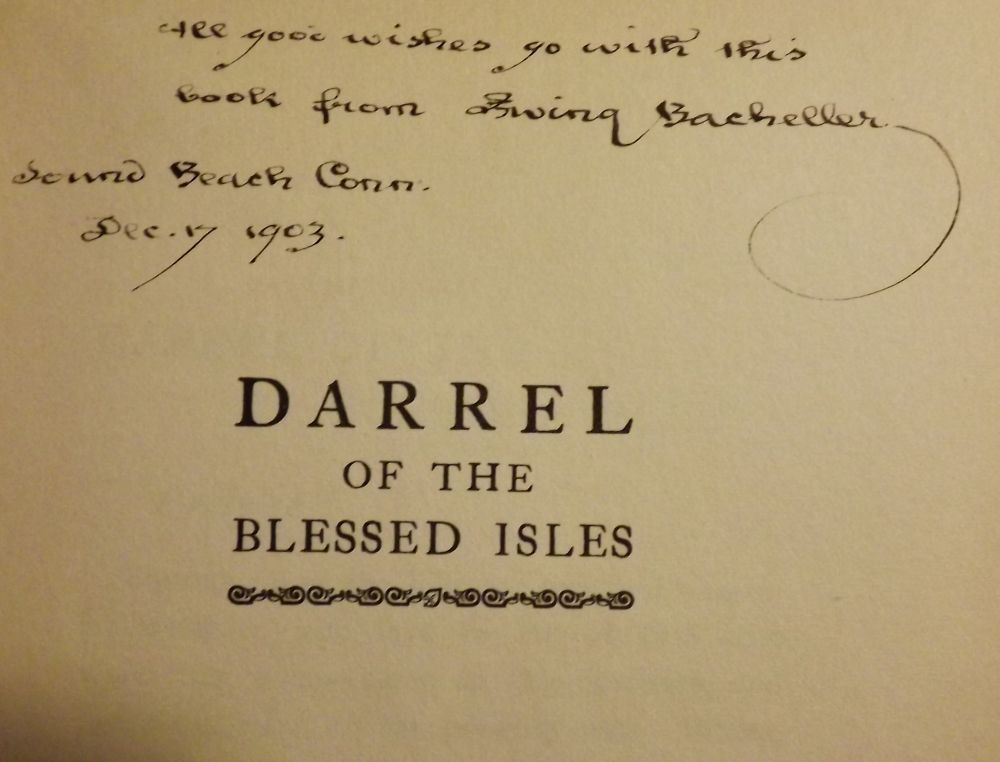 All good wishes go with this
book from Irving Bacheller
Sound Beach Conn.
Dec. 17 1903.
DARREL
OF THE
BLESSED ISLES